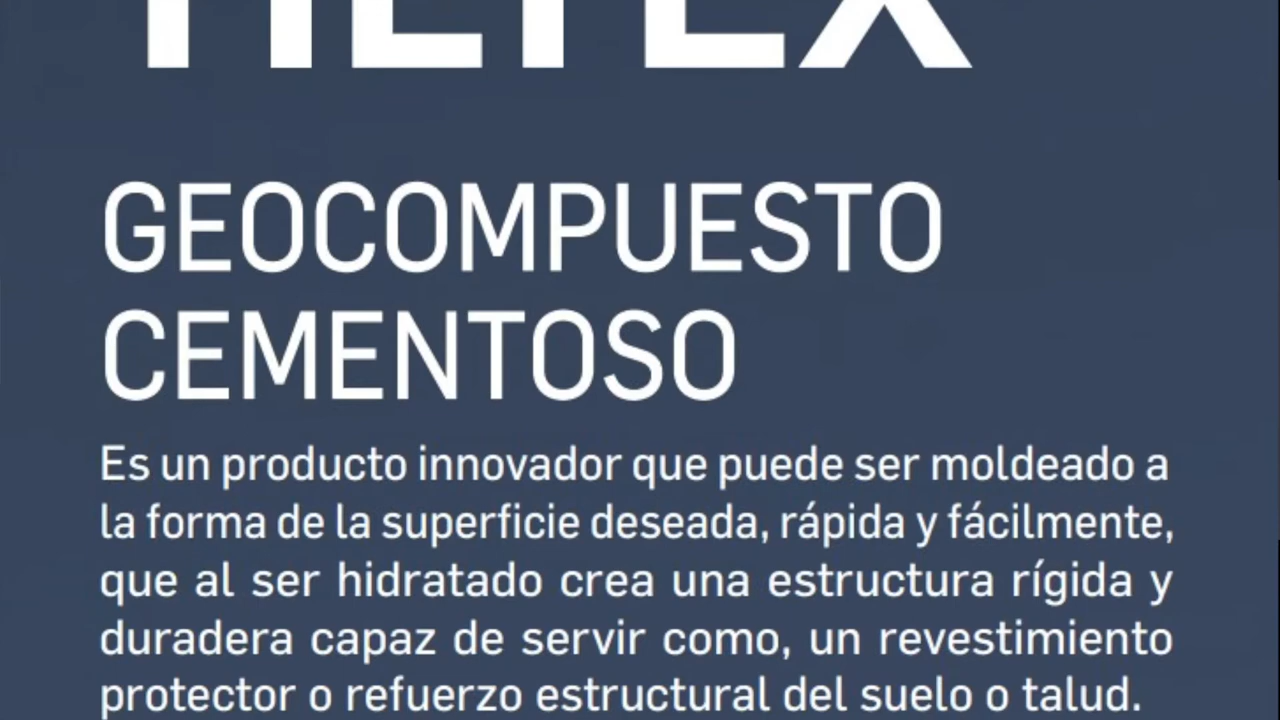 GEOCOMPUESTO
CEMENTOSO
Es un producto innovador que puede ser moldeado a
la forma de la superficie deseada, rápida y fácilmente,
que al ser hidratado crea una estructura rígida y
duradera capaz de servir como, un revestimiento
protector o refuerzo estructural del suelo o talud.